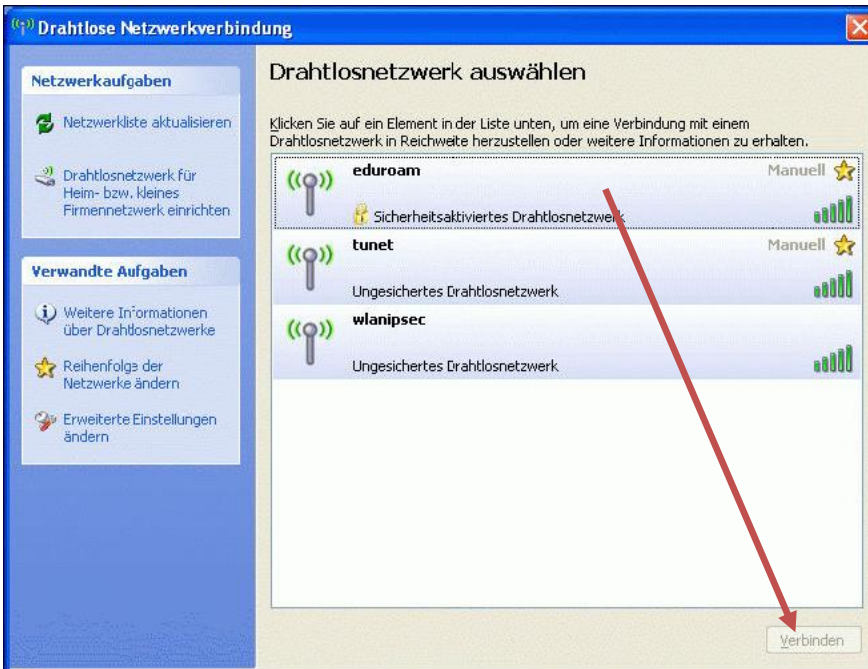 Drahtlose Netzwerkverbindung
Netzwerkaufgaben
Netzwerkliste aktualisieren
Drahtlosnetzwerk für
Heim- bzw. kleines
Firmennetzwerk einrichten
Verwandte Aufgaben
Weitere Informationen
über Drahtlosnetzwerke
Reihenfolge der
Netzwerke ändern
Erweiterte Einstellungen
ändern
Drahtlosnetzwerk auswählen
Klicken Sie auf ein Element in der Liste unten, um eine Verbindung mit einem
Drahtlosnetzwerk in Reichweite herzustellen oder weitere Informationen zu erhalten.
eduroam Manuell
Sicherheitsaktiviertes Drahtlosnetzwerk
tunet Manuell
Ungesichertes Drahtlosnetzwerk
wlanipsec
Ungesichertes Drahtlosnetzwerk
Verbinden